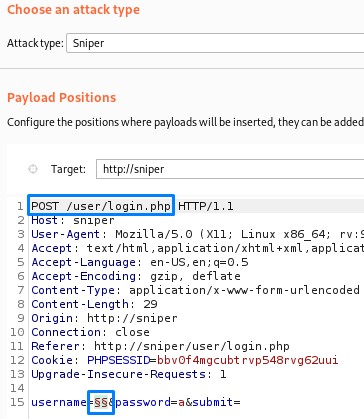 Choose an attack type
Attack type: Sniper
Payload Positions
Configure the positions where payloads will be inserted, they can be added
Target: http://sniper
1 POST /user/login.php HTTP/1.1
2 Host: sniper
3 User-Agent: Mozilla/5.0 (X11; Linux x86_64; rv:9
4 Accept: text/html,application/xhtml+xml,applicat
5 Accept-Language: en-US,en;q=0.5
6 Accept-Encoding: gzip, deflate
7 Content-Type: application/x-www-form-urlencoded
8 Content-Length: 29
9 Origin: http://sniper
10 Connection: close
11 Referer: http://sniper/user/login.php
12 Cookie: PHPSESSID=bbv0f4mgcubtrvp548rvg62uui
13 Upgrade-Insecure-Requests: 1
14
15 username=§§&password=a&submit=